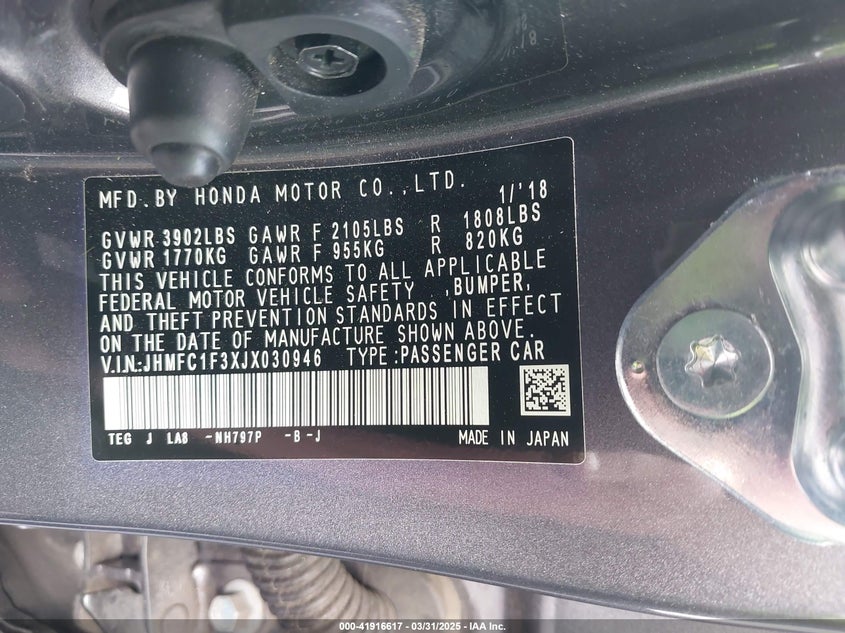 MFD.BY HONDA MOTOR CO.,LTD. 1/'18
GVWR 3902LBS GAWR F 2105LBS R 1808LBS
GVWR 1770KG GAWR F 955KG R 820KG
THIS VEHICLE CONFORMS TO ALL APPLICABLE
FEDERAL MOTOR VEHICLE SAFETY ,BUMPER,
AND THEFT PREVENTION STANDARDS IN EFFECT
ON THE DATE OF MANUFACTURE SHOWN ABOVE.
V.I.N.:JHMFC1F3XJX030946 TYPE:PASSENGER CAR
TEG J LA8 -NH797P -B-J MADE IN JAPAN
000-41916617 - 03/31/2025 - IAA Inc.